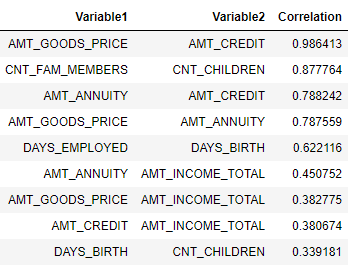 Variable1 Variable2 Correlation
AMT_GOODS_PRICE AMT_CREDIT 0.986413
CNT_FAM_MEMBERS CNT_CHILDREN 0.877764
AMT_ANNUITY AMT_CREDIT 0.788242
AMT_GOODS_PRICE AMT_ANNUITY 0.787559
DAYS_EMPLOYED DAYS_BIRTH 0.622116
AMT_ANNUITY AMT_INCOME_TOTAL 0.450752
AMT_GOODS_PRICE AMT_INCOME_TOTAL 0.382775
AMT_CREDIT AMT_INCOME_TOTAL 0.380674
DAYS_BIRTH CNT_CHILDREN 0.339181